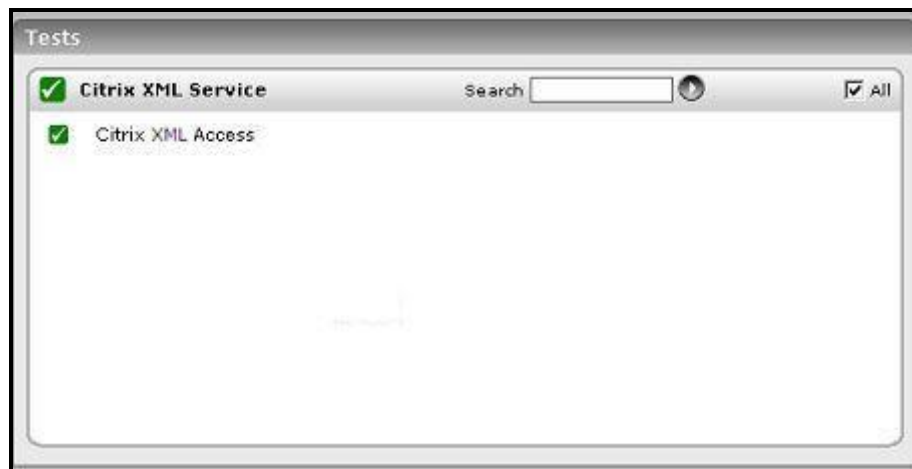 Tests
Citrix XML Service Search All
Citrix XML Access